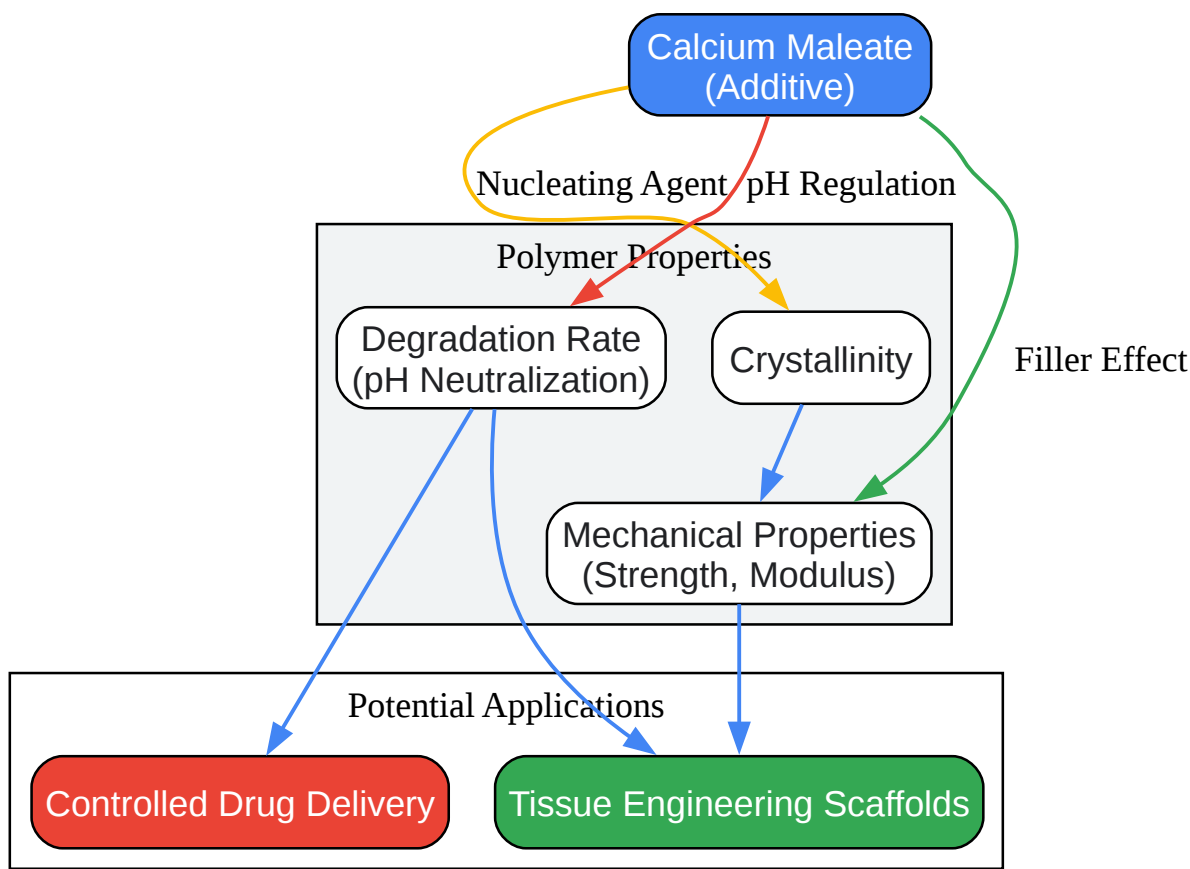 Calcium Maleate
(Additive)
Nucleating Agent
pH Regulation
Polymer Properties
Degradation Rate
(pH Neutralization)
Crystallinity
Filler Effect
Mechanical Properties
(Strength, Modulus)
Potential Applications
Controlled Drug Delivery
Tissue Engineering Scaffolds